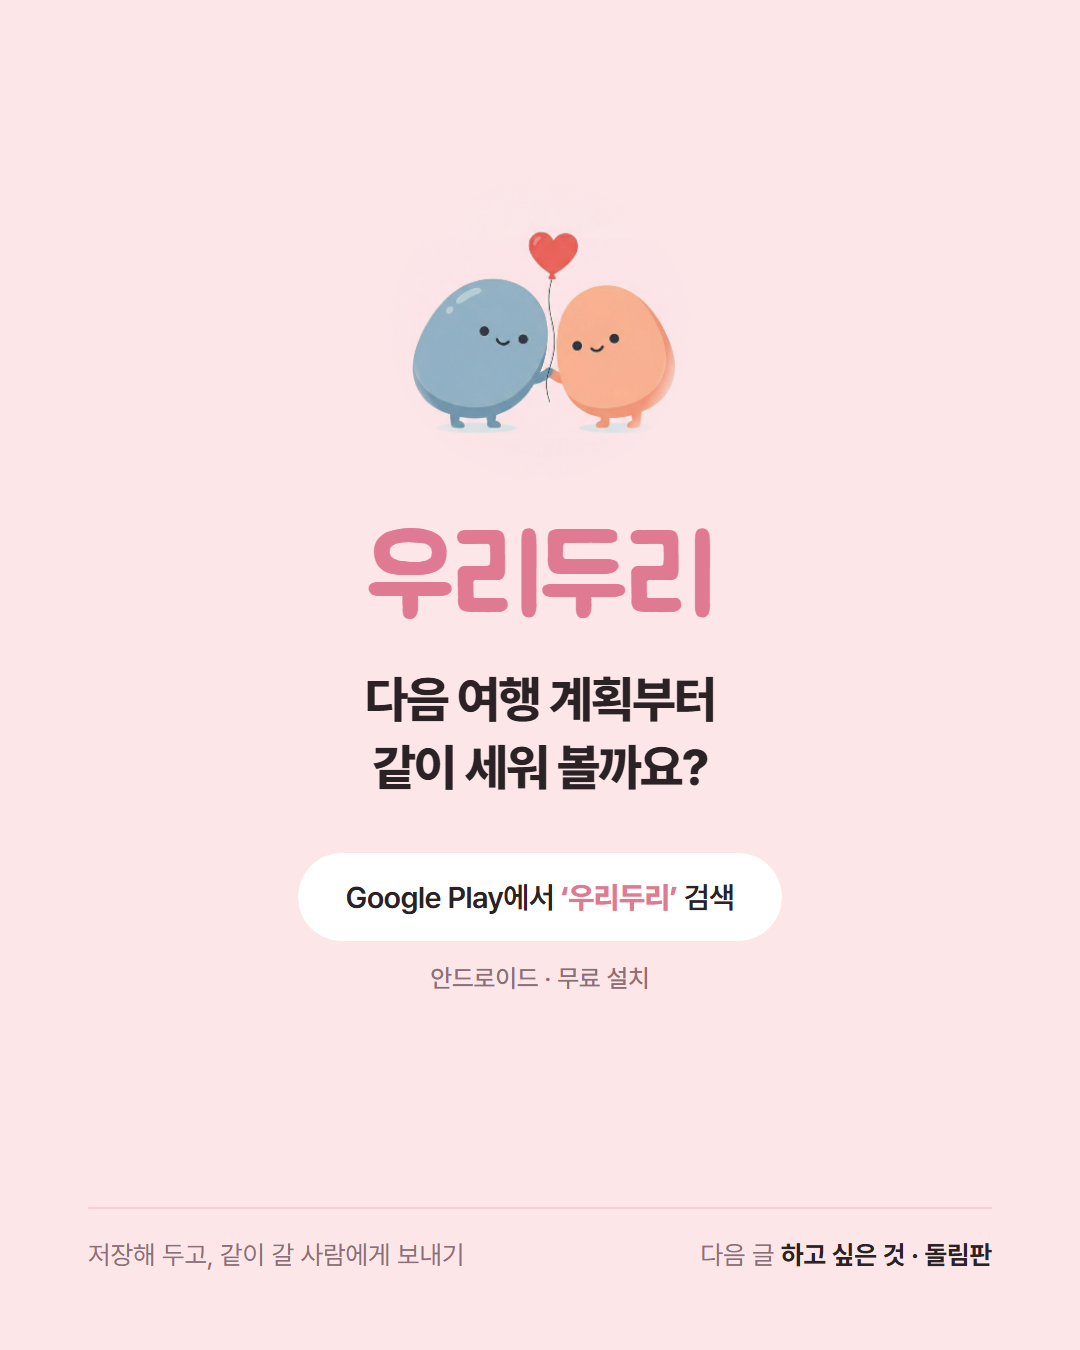 우리두리
다음 여행 계획부터
같이 세워 볼까요?
Google Play에서 ‘우리두리’ 검색
안드로이드 · 무료 설치
저장해 두고, 같이 갈 사람에게 보내기
다음 글 하고 싶은 것 · 돌림판